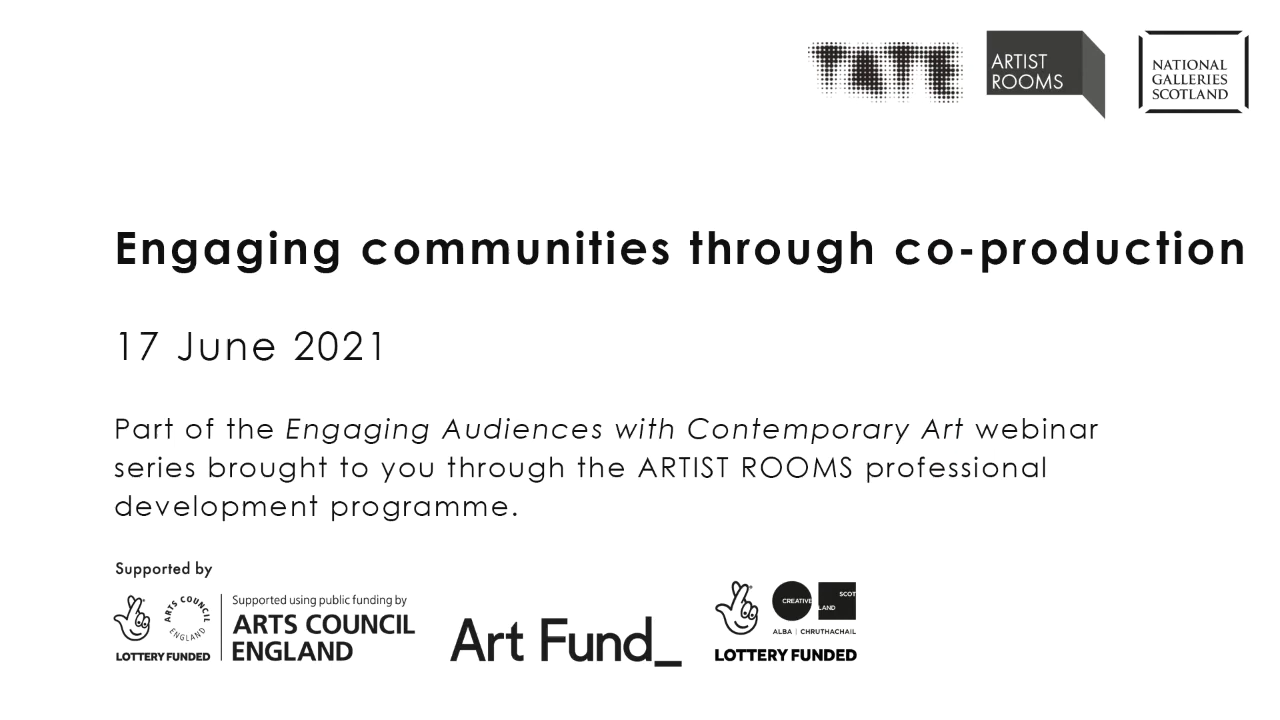 TATE
ARTIST
ROOMS
NATIONAL
GALLERIES
SCOTLAND
Engaging communities through co-production
17 June 2021
Part of the Engaging Audiences with Contemporary Art webinar
series brought to you through the ARTIST ROOMS professional
development programme.
Supported by
ARTS COUNCIL
ENGLAND
LOTTERY FUNDED
Supported using public funding by
ARTS COUNCIL
ENGLAND
Art Fund_
CREATIVE
SCOT
LAND
ALBA | CHRUTHACHAIL
LOTTERY FUNDED